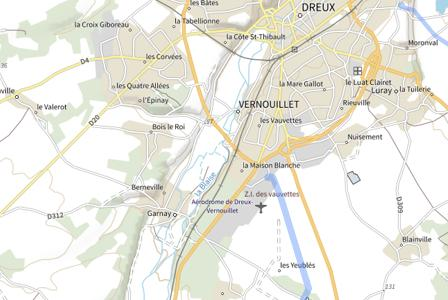 les Bâtes
DREUX
la Tabellionne
la Croix Giboreau
la Côte St-Thibault
Moronval
les Corvées
D4
le Luat Clairet
la Mare Gallot
les Quatre Allées
Luray
la Tuilerie
l'Épinay
Rieuville
VERNOUILLET
le Valerot
les Vauvettes
D20
Bois le Roi
Nuisement
la Maison Blanche
la Blaise
Berneville
Z.I. des vauvettes
Aérodrome de Dreux-
Vernouillet
D312
Garnay
D309
Blainville
les Yeublés
231
131